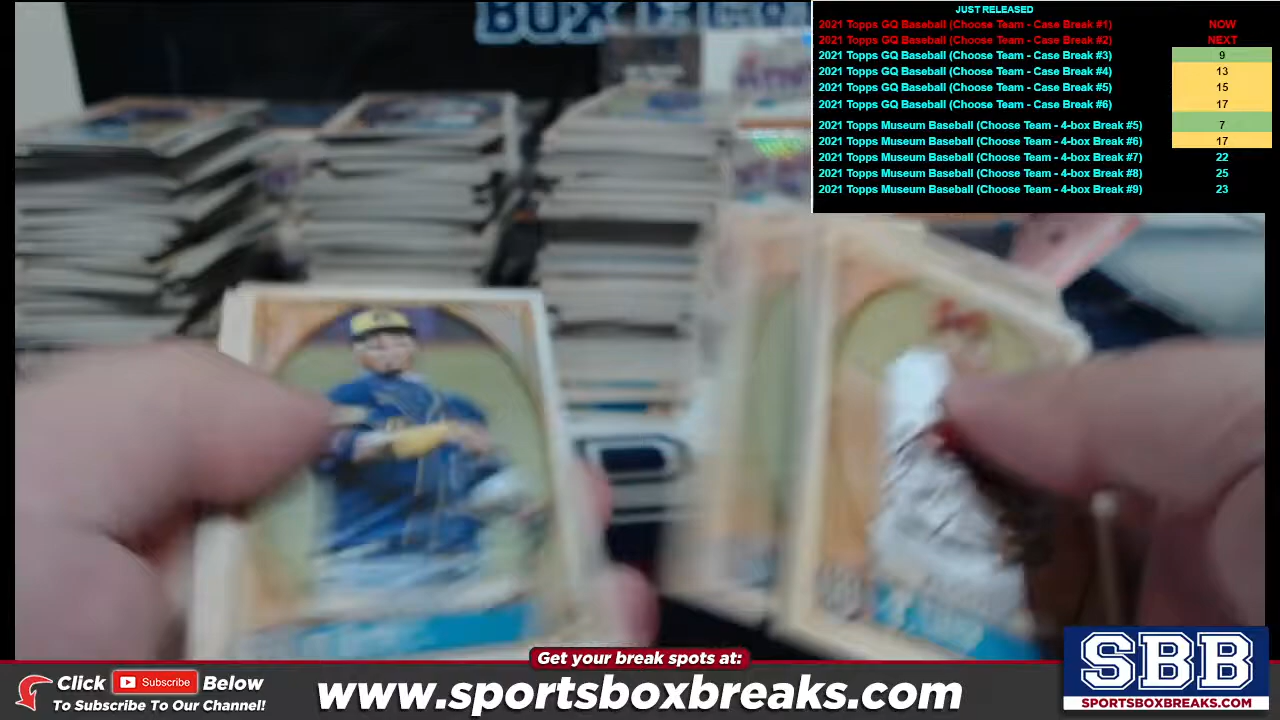 JUST RELEASED
2021 Topps GQ Baseball (Choose Team - Case Break #1) NOW
2021 Topps GQ Baseball (Choose Team - Case Break #2) NEXT
2021 Topps GQ Baseball (Choose Team - Case Break #3) 9
2021 Topps GQ Baseball (Choose Team - Case Break #4) 13
2021 Topps GQ Baseball (Choose Team - Case Break #5) 15
2021 Topps GQ Baseball (Choose Team - Case Break #6) 17
2021 Topps Museum Baseball (Choose Team - 4-box Break #5) 7
2021 Topps Museum Baseball (Choose Team - 4-box Break #6) 17
2021 Topps Museum Baseball (Choose Team - 4-box Break #7) 22
2021 Topps Museum Baseball (Choose Team - 4-box Break #8) 25
2021 Topps Museum Baseball (Choose Team - 4-box Break #9) 23
Get your break spots at:
Click Subscribe Below
To Subscribe To Our Channel!
www.sportsboxbreaks.com
SBB
SPORTSBOXBREAKS.COM